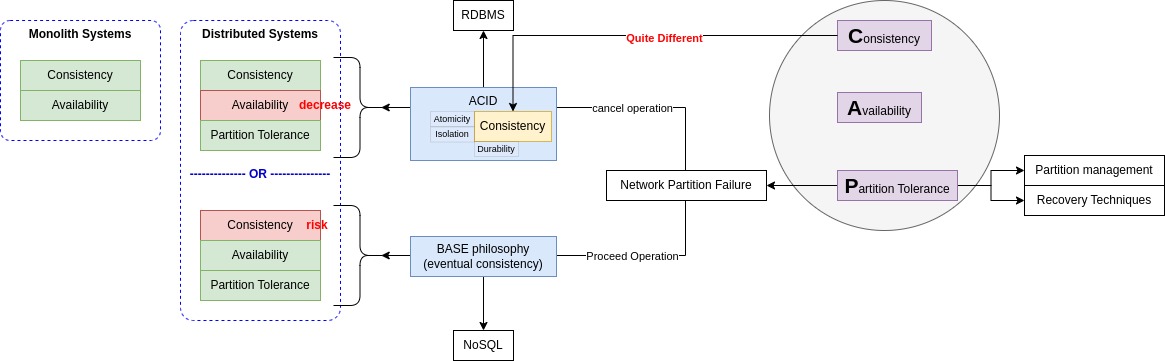 Monolith Systems
Consistency
Availability
Distributed Systems
Consistency
Availability decrease
Partition Tolerance
-------------- OR ---------------
Consistency risk
Availability
Partition Tolerance
RDBMS
ACID
Atomicity
Isolation
Consistency
Durability
BASE philosophy
(eventual consistency)
NoSQL
Quite Different
cancel operation
Network Partition Failure
Proceed Operation
Consistency
Availability
Partition Tolerance
Partition management
Recovery Techniques